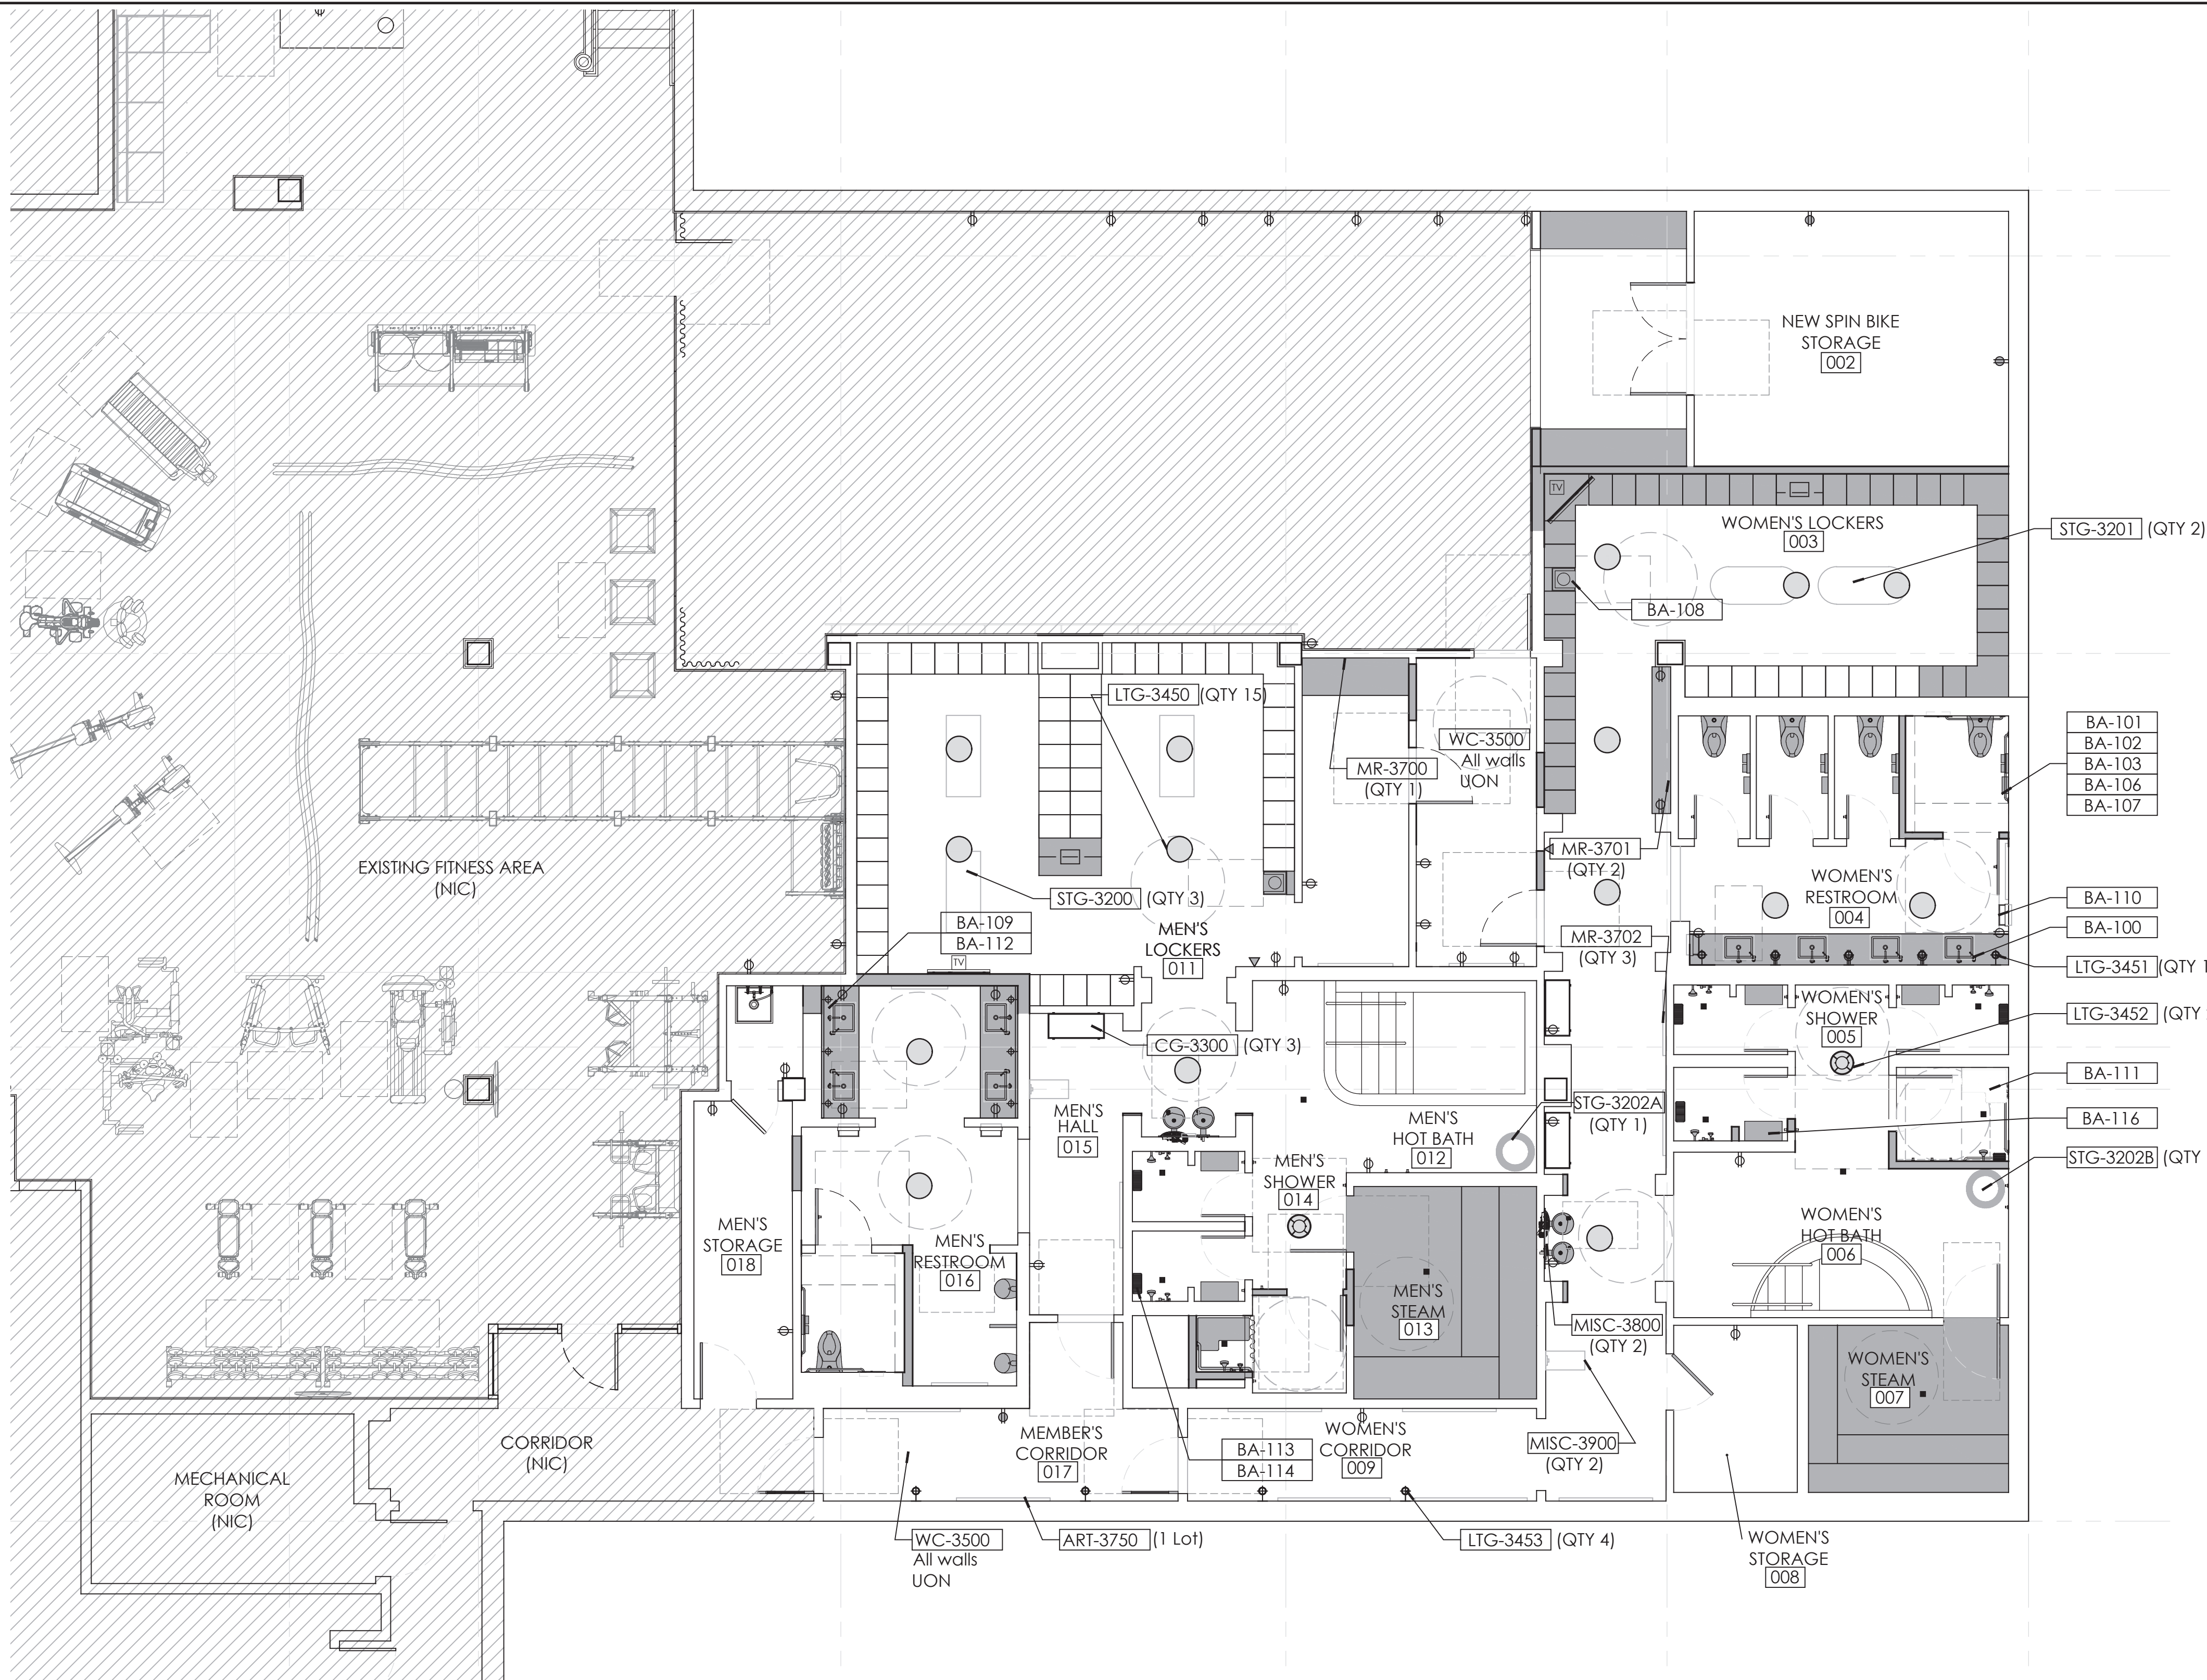 NEW SPIN BIKE
STORAGE
002
TV
WOMEN'S LOCKERS
003
STG-3201 (QTY 2)
BA-108
LTG-3450 (QTY 15)
WC-3500
All walls
UON
MR-3700
(QTY 1)
BA-101
BA-102
BA-103
BA-106
BA-107
MR-3701
(QTY 2)
EXISTING FITNESS AREA
(NIC)
WOMEN'S
RESTROOM
004
STG-3200 (QTY 3)
BA-110
BA-109
BA-112
BA-100
MEN'S
LOCKERS
011
MR-3702
(QTY 3)
TV
LTG-3451 (QTY 1
WOMEN'S
SHOWER
005
LTG-3452 (QTY
CG-3300 (QTY 3)
BA-111
STG-3202A
(QTY 1)
MEN'S
HALL
015
MEN'S
HOT BATH
012
BA-116
STG-3202B (QTY
MEN'S
SHOWER
014
MEN'S
STORAGE
018
WOMEN'S
HOT BATH
006
MEN'S
RESTROOM
016
MEN'S
STEAM
013
MISC-3800
(QTY 2)
WOMEN'S
STEAM
007
CORRIDOR
(NIC)
MEMBER'S
CORRIDOR
017
BA-113
BA-114
WOMEN'S
CORRIDOR
009
MISC-3900
(QTY 2)
MECHANICAL
ROOM
(NIC)
WC-3500
All walls
UON
ART-3750 (1 Lot)
LTG-3453 (QTY 4)
WOMEN'S
STORAGE
008